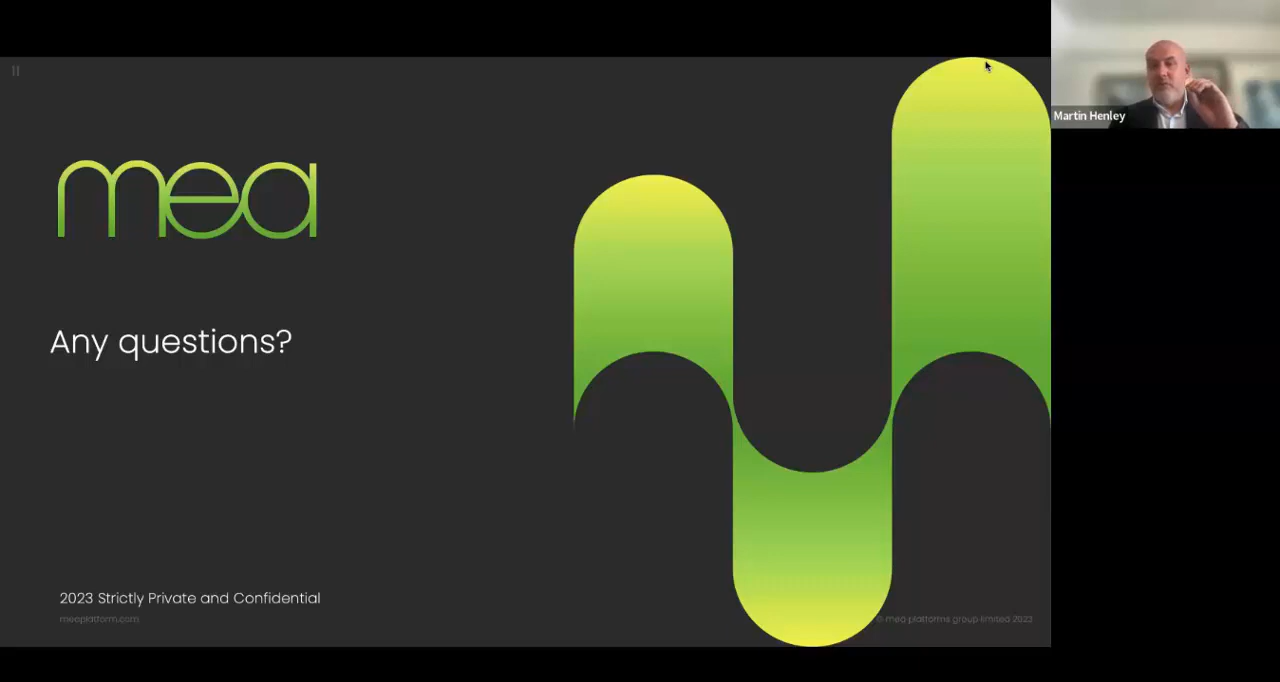 mea
Any questions?
2023 Strictly Private and Confidential
meaplatform.com
© mea platforms group limited 2023
Martin Henley